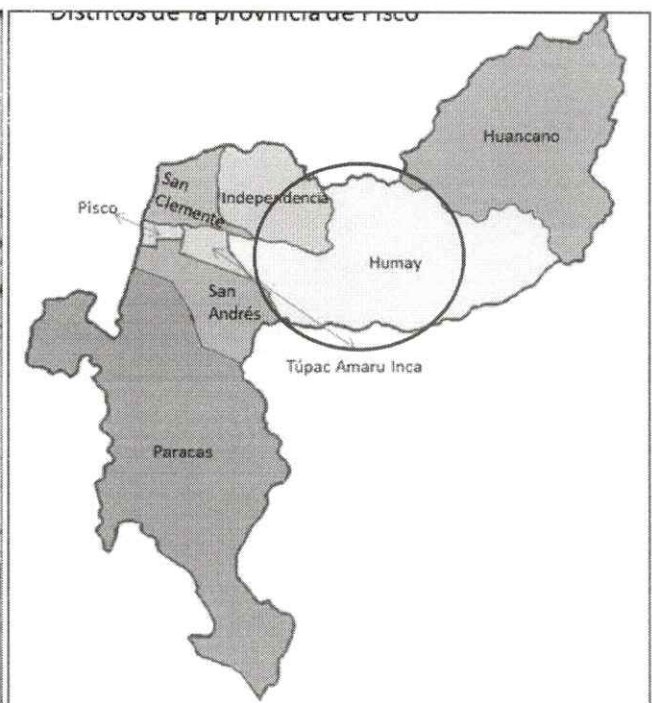 Distritos de la provincia de Pisco
Huancano
San
Clemente
Independencia
Pisco
Humay
San
Andrés
Túpac Amaru Inca
Paracas